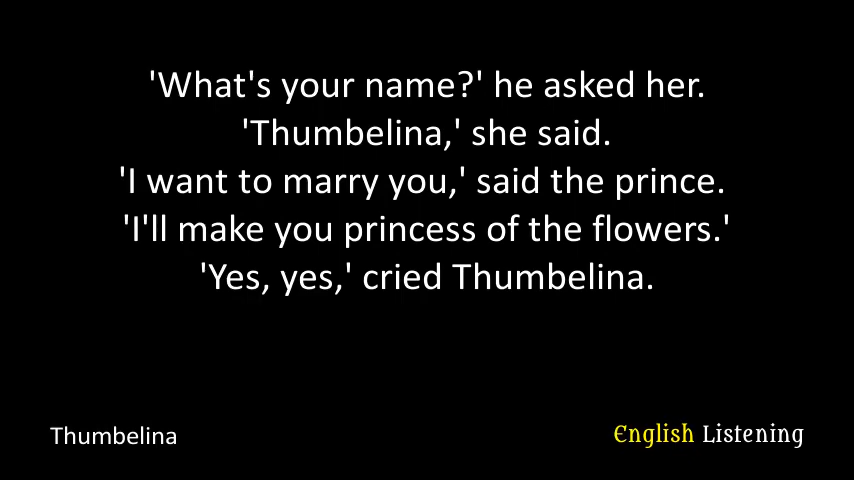 'What's your name?' he asked her.
'Thumbelina,' she said.
'I want to marry you,' said the prince.
'I'll make you princess of the flowers.'
'Yes, yes,' cried Thumbelina.
Thumbelina
English Listening